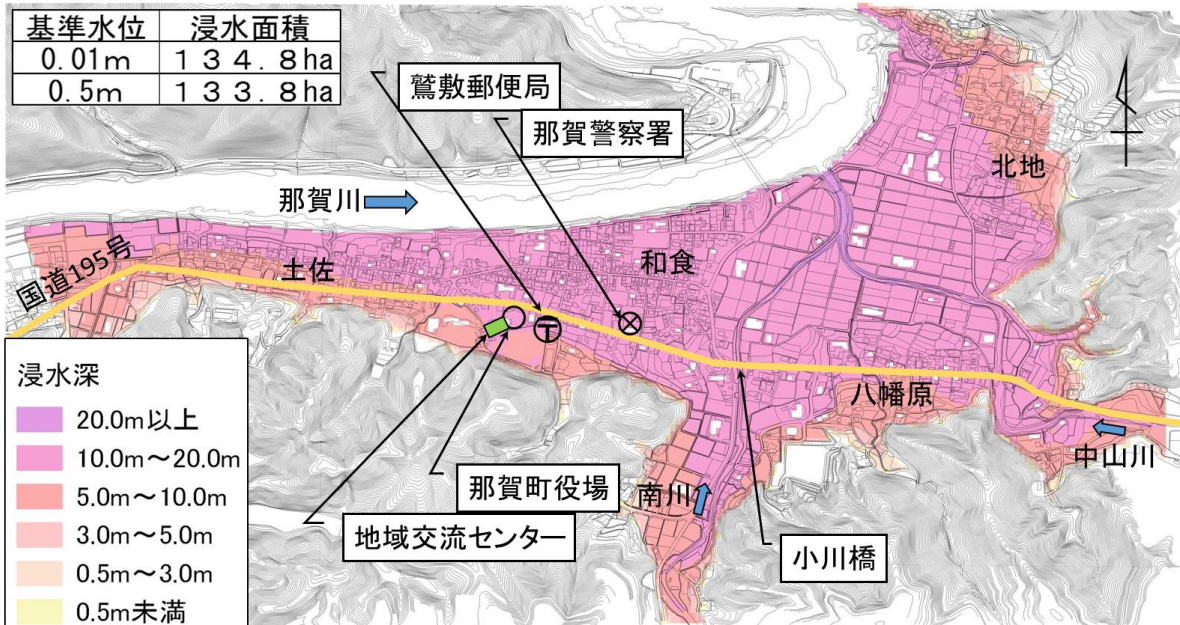 基準水位 浸水面積
0.01m １３４.８ha
0.5m １３３.８ha
鷲敷郵便局
那賀警察署
北地
那賀川
和食
土佐
国道195号
〒
八幡原
中山川
南川
那賀町役場
地域交流センター
小川橋
浸水深
20.0m以上
10.0m～20.0m
5.0m～10.0m
3.0m～5.0m
0.5m～3.0m
0.5m未満